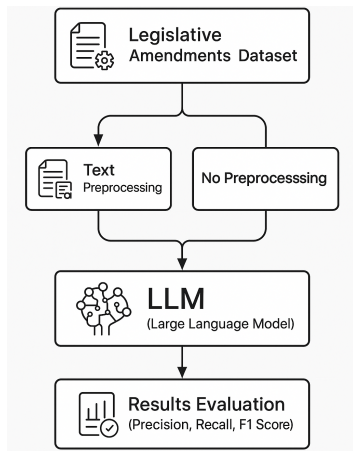 Legislative
Amendments Dataset
Text
Preprocessing
No Preprocesssing
LLM
(Large Language Model)
Results Evaluation
(Precision, Recall, F1 Score)